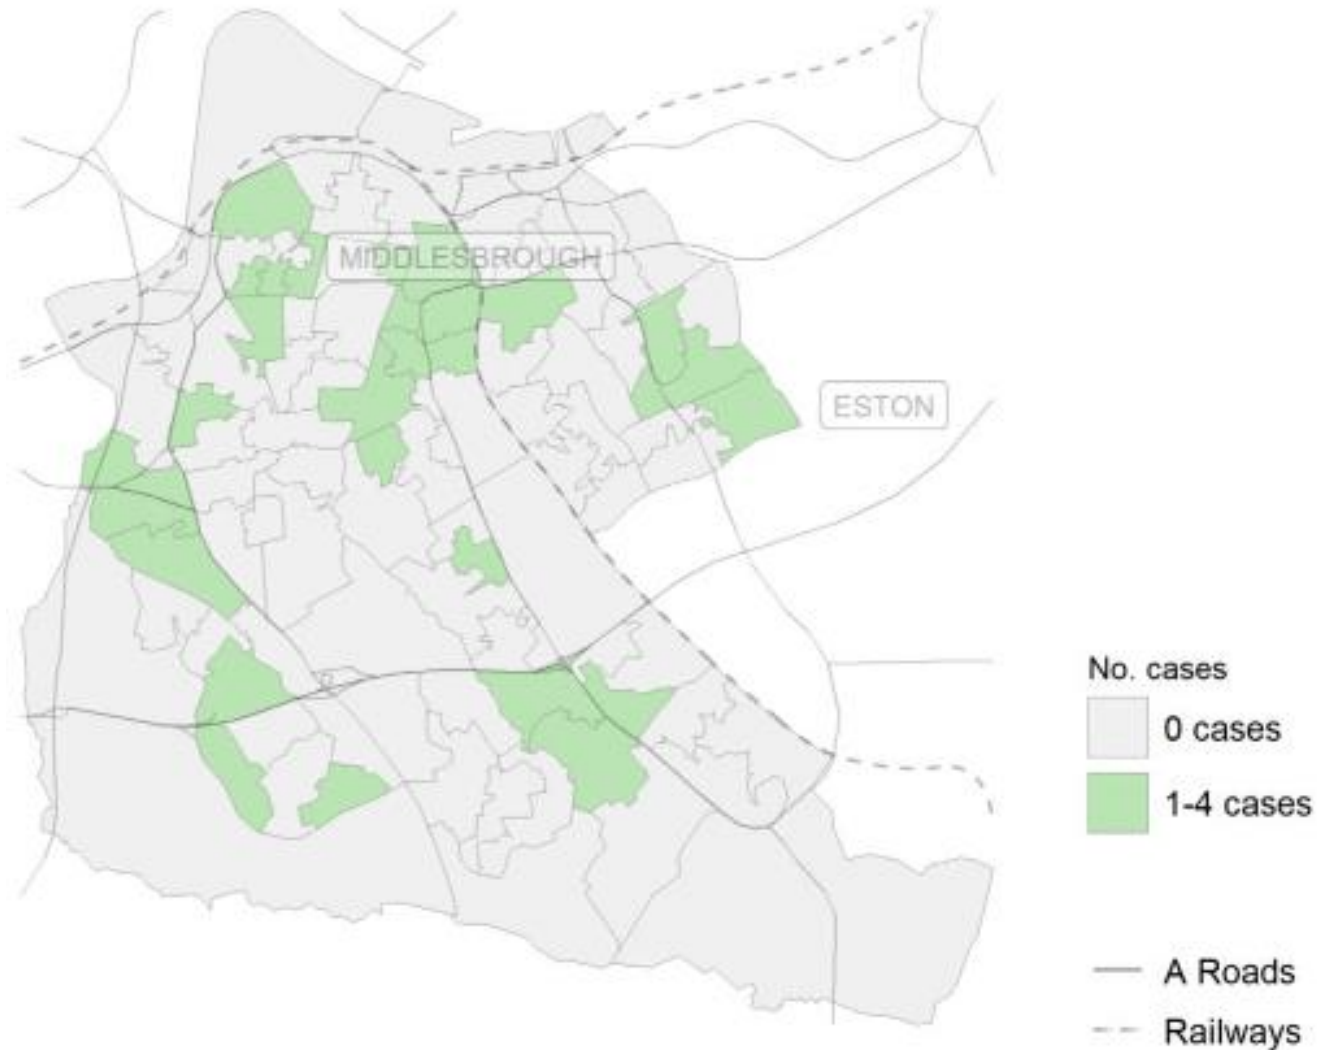 MIDDLESBROUGH
ESTON
No. cases
0 cases
1-4 cases
A Roads
Railways